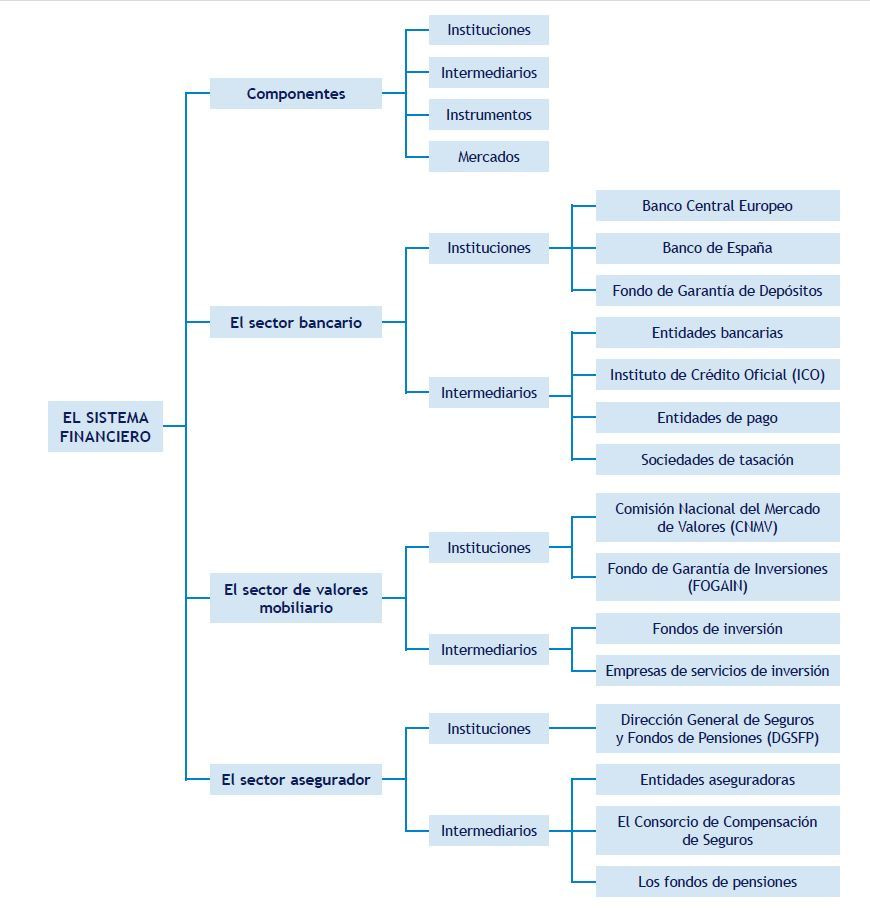 EL SISTEMA
FINANCIERO
Componentes
Instituciones
Intermediarios
Instrumentos
Mercados
El sector bancario
Instituciones
Banco Central Europeo
Banco de España
Fondo de Garantía de Depósitos
Intermediarios
Entidades bancarias
Instituto de Crédito Oficial (ICO)
Entidades de pago
Sociedades de tasación
El sector de valores
mobiliario
Instituciones
Comisión Nacional del Mercado
de Valores (CNMV)
Fondo de Garantía de Inversiones
(FOGAIN)
Intermediarios
Fondos de inversión
Empresas de servicios de inversión
El sector asegurador
Instituciones
Dirección General de Seguros
y Fondos de Pensiones (DGSFP)
Intermediarios
Entidades aseguradoras
El Consorcio de Compensación
de Seguros
Los fondos de pensiones